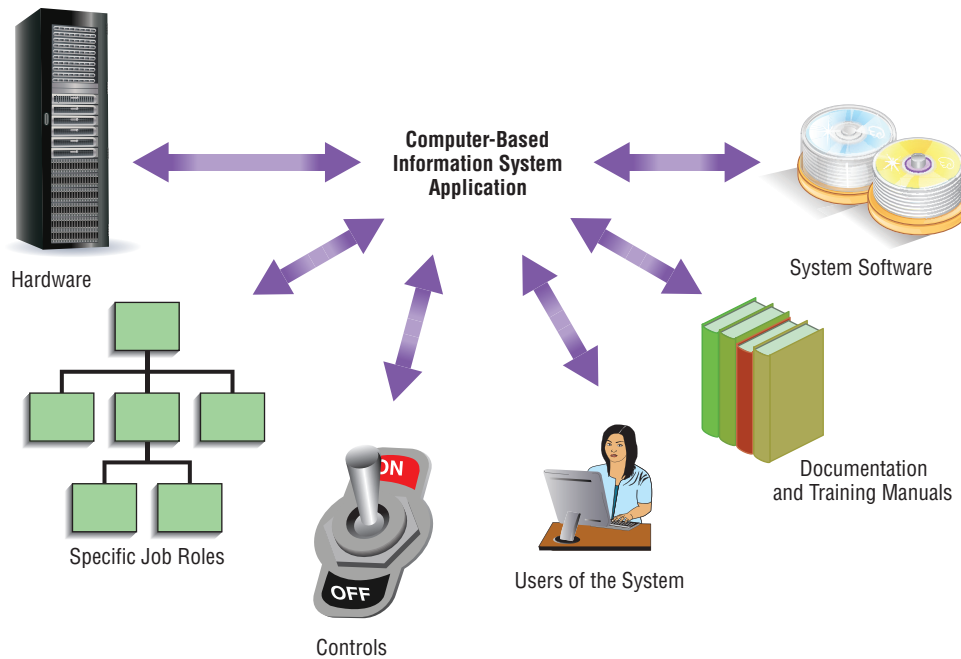 Computer-Based
Information System
Application
Hardware
System Software
Specific Job Roles
ON
OFF
Controls
Users of the System
Documentation
and Training Manuals